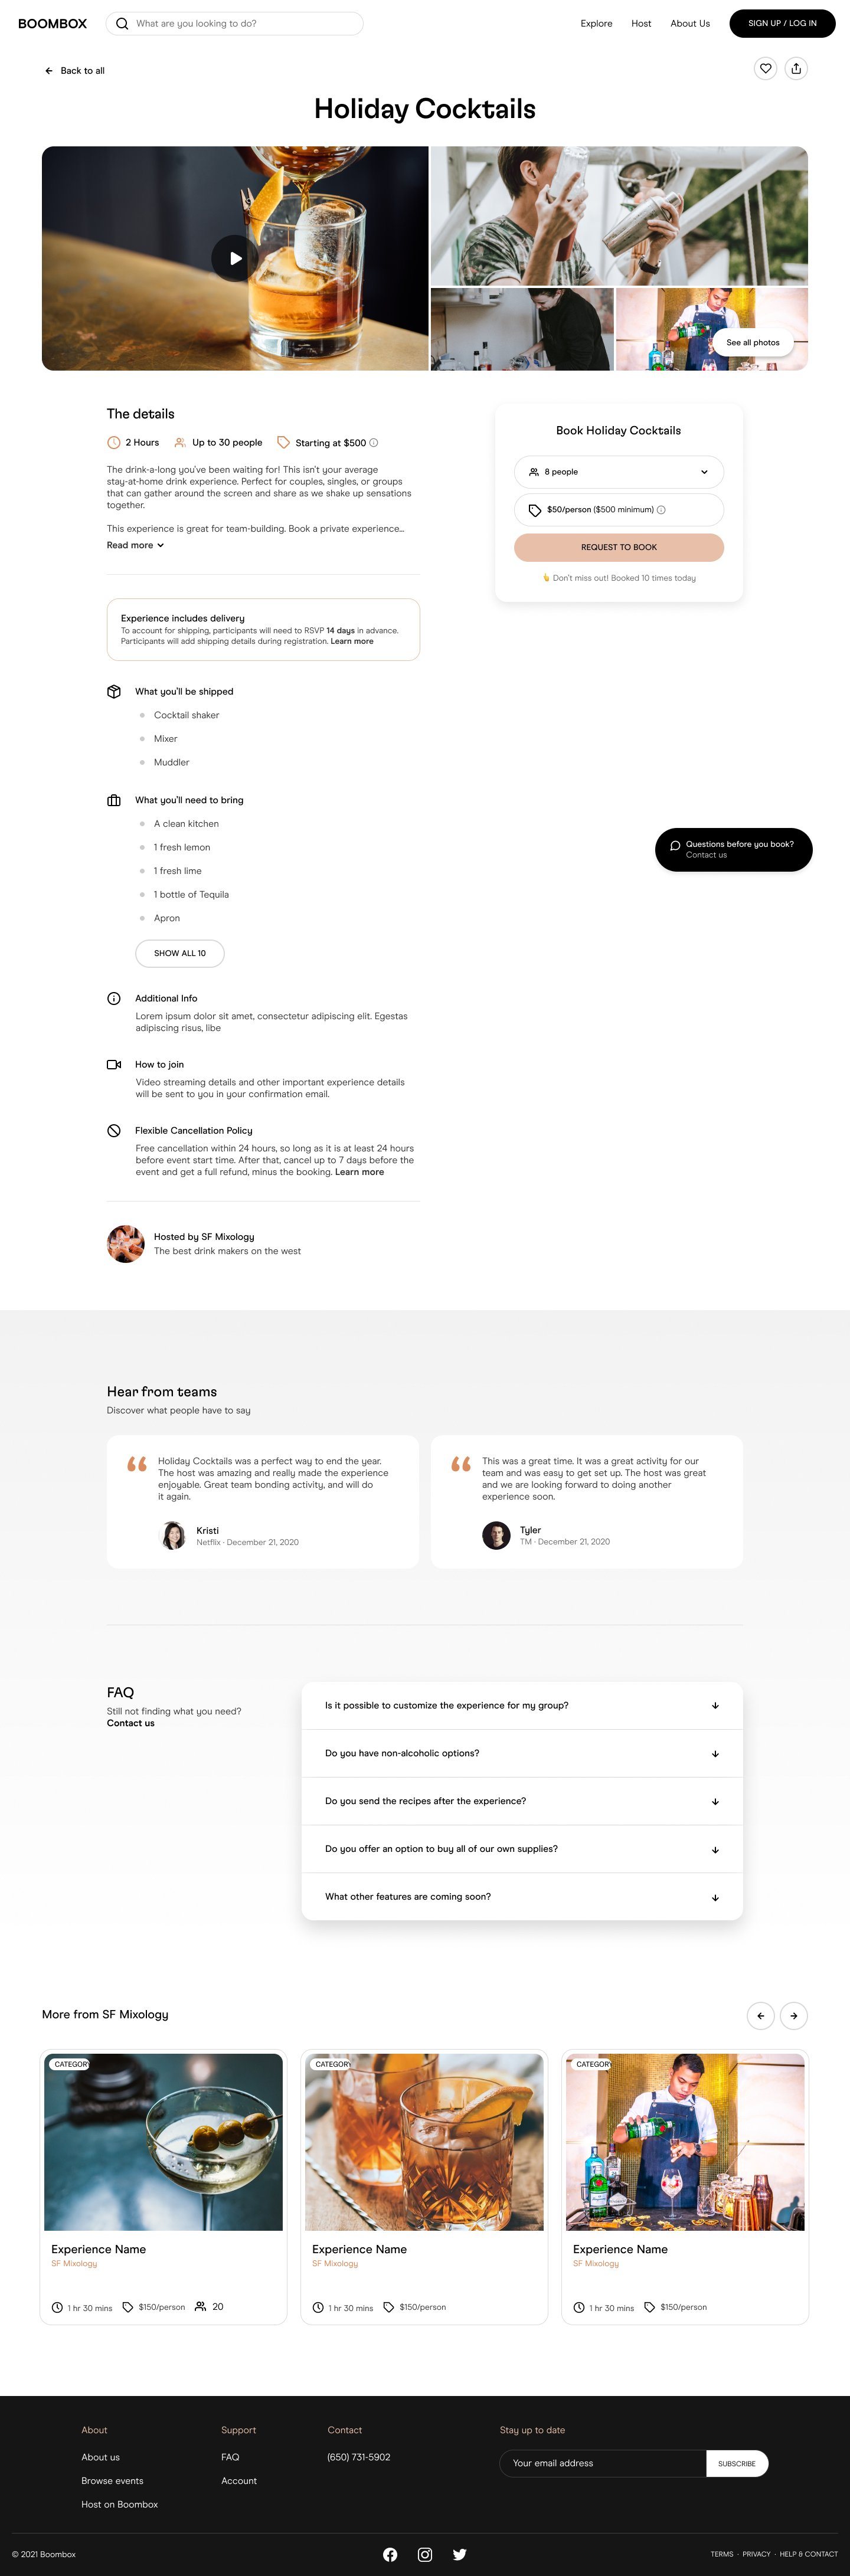 BOOMBOX
What are you looking to do?
Explore
Host
About Us
SIGN UP / LOG IN
Back to all
Holiday Cocktails
See all photos
The details
2 Hours
Up to 30 people
Starting at $500
The drink-a-long you've been waiting for! This isn't your average
stay-at-home drink experience. Perfect for couples, singles, or groups
that can gather around the screen and share as we shake up sensations
together.
This experience is great for team-building. Book a private experience...
Read more
Book Holiday Cocktails
8 people
$50/person ($500 minimum)
REQUEST TO BOOK
Don't miss out! Booked 10 times today
Experience includes delivery
To account for shipping, participants will need to RSVP 14 days in advance.
Participants will add shipping details during registration. Learn more
What you'll be shipped
Cocktail shaker
Mixer
Muddler
What you'll need to bring
A clean kitchen
1 fresh lemon
1 fresh lime
1 bottle of Tequila
Apron
SHOW ALL 10
Questions before you book?
Contact us
Additional Info
Lorem ipsum dolor sit amet, consectetur adipiscing elit. Egestas
adipiscing risus, libe
How to join
Video streaming details and other important experience details
will be sent to you in your confirmation email.
Flexible Cancellation Policy
Free cancellation within 24 hours, so long as it is at least 24 hours
before event start time. After that, cancel up to 7 days before the
event and get a full refund, minus the booking. Learn more
Hosted by SF Mixology
The best drink makers on the west
Hear from teams
Discover what people have to say
Holiday Cocktails was a perfect way to end the year.
The host was amazing and really made the experience
enjoyable. Great team bonding activity, and will do
it again.
Kristi
Netflix · December 21, 2020
This was a great time. It was a great activity for our
team and was easy to get set up. The host was great
and we are looking forward to doing another
experience soon.
Tyler
TM · December 21, 2020
FAQ
Still not finding what you need?
Contact us
Is it possible to customize the experience for my group?
Do you have non-alcoholic options?
Do you send the recipes after the experience?
Do you offer an option to buy all of our own supplies?
What other features are coming soon?
More from SF Mixology
CATEGORY
Experience Name
SF Mixology
1 hr 30 mins
$150/person
20
CATEGORY
Experience Name
SF Mixology
1 hr 30 mins
$150/person
CATEGORY
Experience Name
SF Mixology
1 hr 30 mins
$150/person
About
About us
Browse events
Host on Boombox
Support
FAQ
Account
Contact
(650) 731-5902
Stay up to date
Your email address
SUBSCRIBE
© 2021 Boombox
TERMS · PRIVACY · HELP & CONTACT